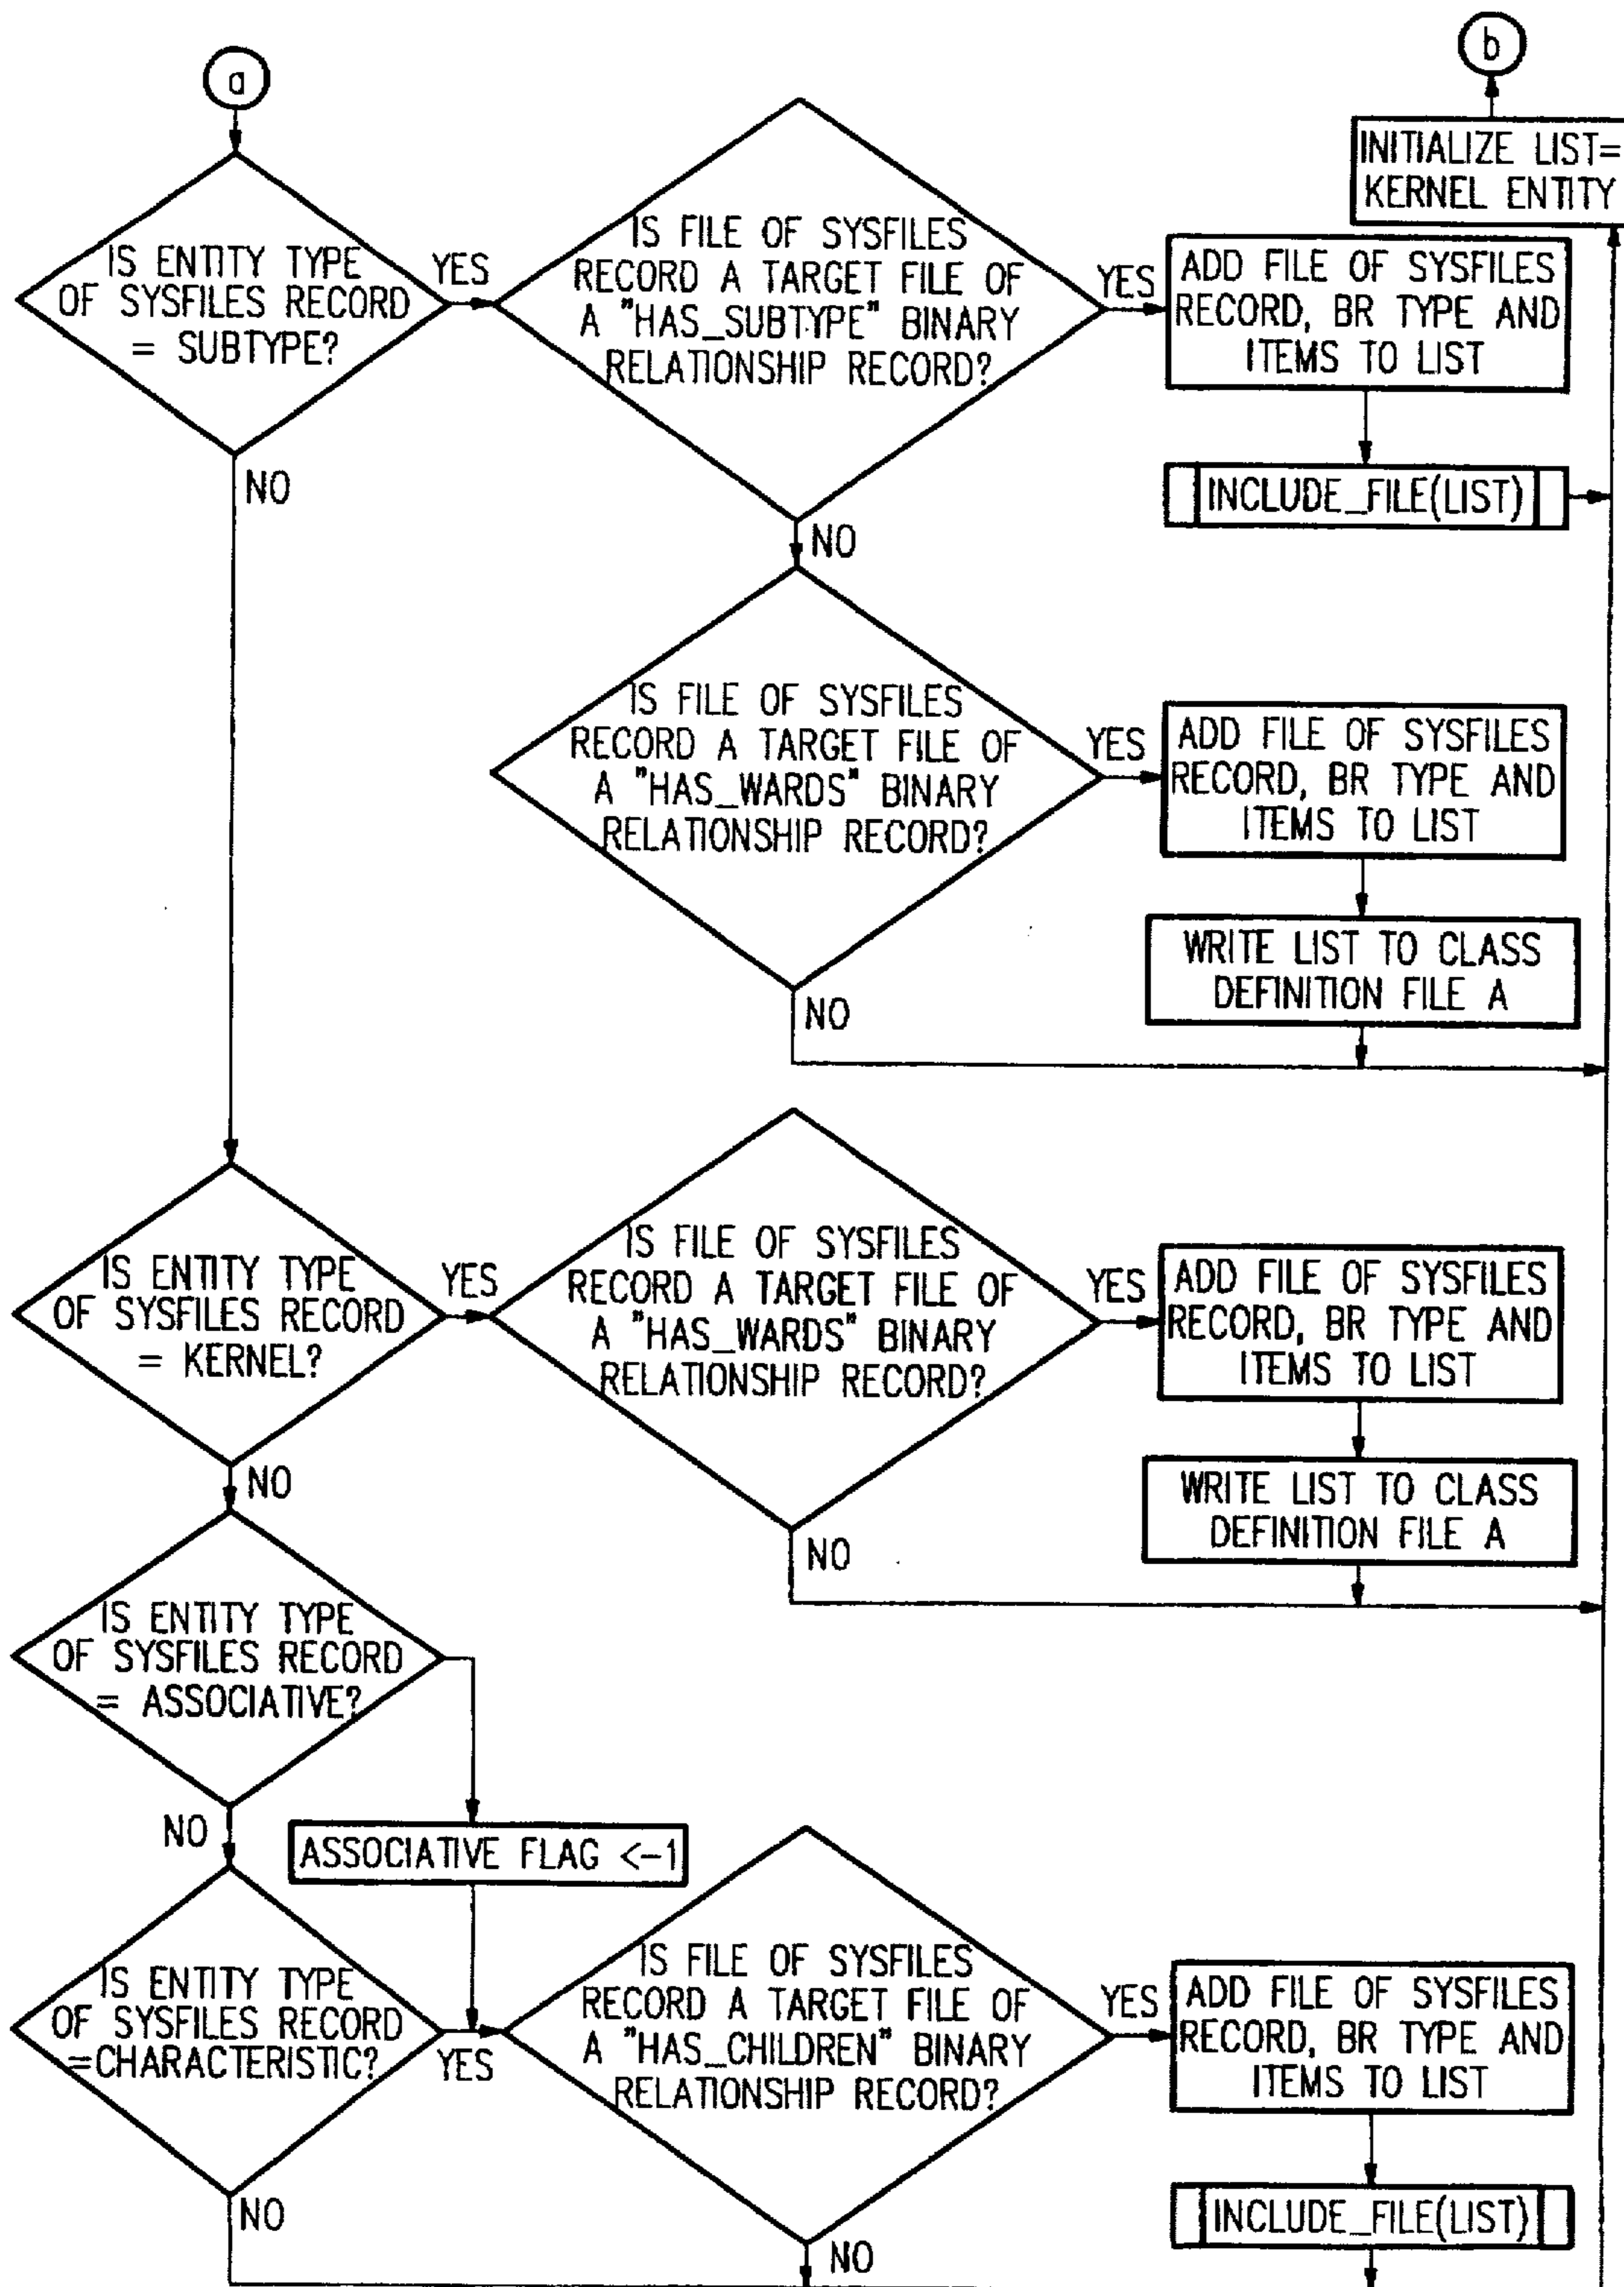 a
b
INITIALIZE LIST=
KERNEL ENTITY
IS ENTITY TYPE
OF SYSFILES RECORD
= SUBTYPE?
YES
IS FILE OF SYSFILES
RECORD A TARGET FILE OF
A "HAS_SUBTYPE" BINARY
RELATIONSHIP RECORD?
YES
ADD FILE OF SYSFILES
RECORD, BR TYPE AND
ITEMS TO LIST
NO
INCLUDE_FILE(LIST)
NO
IS FILE OF SYSFILES
RECORD A TARGET FILE OF
A "HAS_WARDS" BINARY
RELATIONSHIP RECORD?
YES
ADD FILE OF SYSFILES
RECORD, BR TYPE AND
ITEMS TO LIST
WRITE LIST TO CLASS
DEFINITION FILE A
NO
IS ENTITY TYPE
OF SYSFILES RECORD
= KERNEL?
YES
IS FILE OF SYSFILES
RECORD A TARGET FILE OF
A "HAS_WARDS" BINARY
RELATIONSHIP RECORD?
YES
ADD FILE OF SYSFILES
RECORD, BR TYPE AND
ITEMS TO LIST
NO
WRITE LIST TO CLASS
DEFINITION FILE A
NO
IS ENTITY TYPE
OF SYSFILES RECORD
= ASSOCIATIVE?
NO
ASSOCIATIVE FLAG <-1
IS ENTITY TYPE
OF SYSFILES RECORD
=CHARACTERISTIC?
YES
IS FILE OF SYSFILES
RECORD A TARGET FILE OF
A "HAS_CHILDREN" BINARY
RELATIONSHIP RECORD?
YES
ADD FILE OF SYSFILES
RECORD, BR TYPE AND
ITEMS TO LIST
NO
INCLUDE_FILE(LIST)
NO